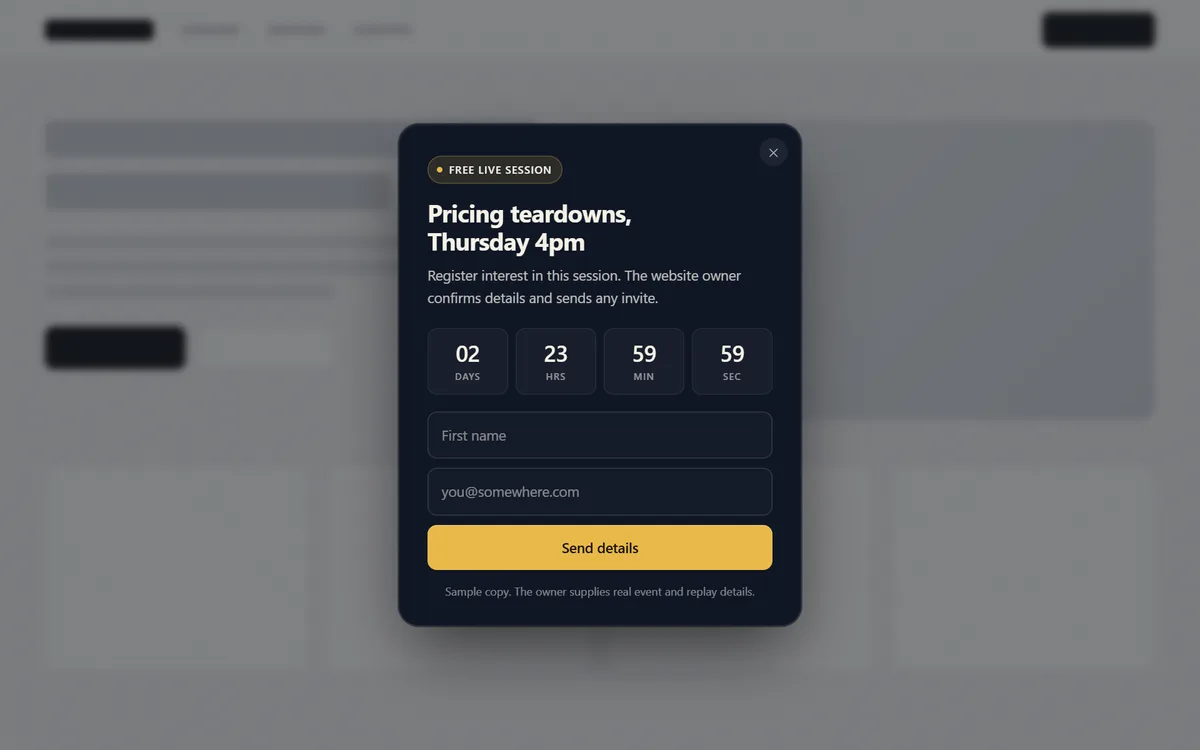 FREE LIVE SESSION
Pricing teardowns,
Thursday 4pm
Register interest in this session. The website owner
confirms details and sends any invite.
02 23 59 59
DAYS HRS MIN SEC
First name
you@somewhere.com
Send details
Sample copy. The owner supplies real event and replay details.